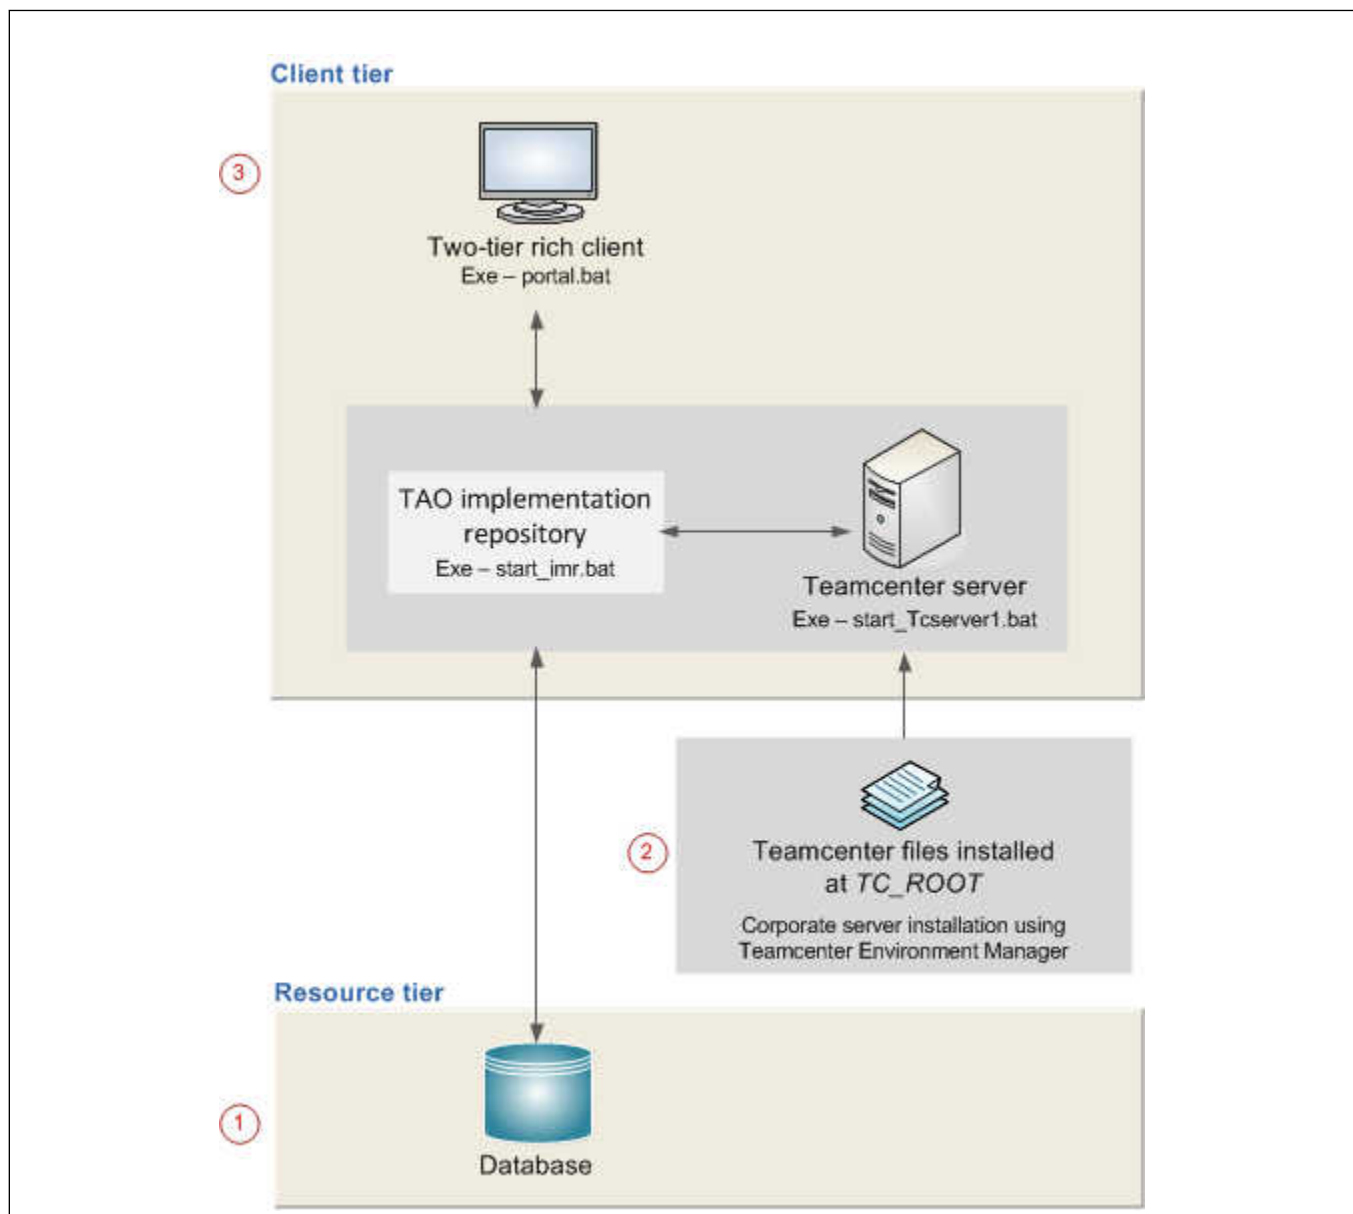 Client tier
3
Two-tier rich client
Exe – portal.bat
TAO implementation
repository
Exe – start_imr.bat
Teamcenter server
Exe – start_Tcserver1.bat
2
Teamcenter files installed
at TC_ROOT
Corporate server installation using
Teamcenter Environment Manager
Resource tier
1
Database